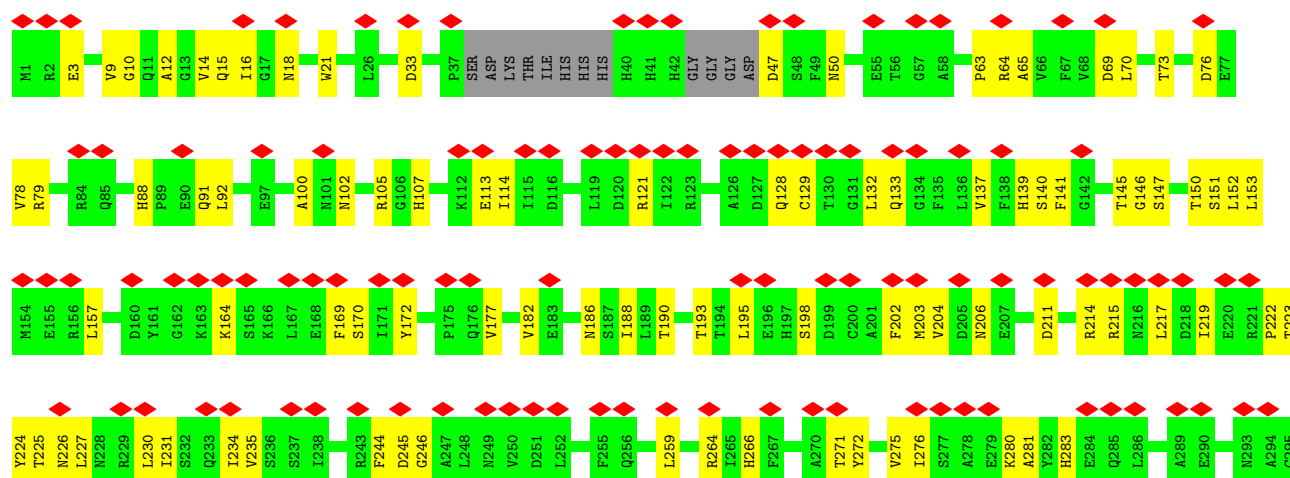 M1 R2 E3 V9 G10 Q11 A12 G13 V14 Q15 I16 G17 N18 W21 L26 D33 P37 SER ASP LYS THR ILE HIS HIS HIS H40 H41 H42 GLY GLY GLY ASP D47 S48 F49 N50 E55 T56 G57 A58 P63 R64 A65 V66 F67 V68 D69 L70 T73 D76 E77
V78 R79 R84 Q85 H88 P89 E90 Q91 L92 E97 A100 N101 N102 R105 G106 H107 K112 E113 I114 I115 D116 L119 D120 R121 I122 R123 A126 D127 Q128 C129 T130 G131 L132 Q133 G134 F135 L136 V137 F138 H139 S140 F141 G142 T145 G146 S147 T150 S151 L152 L153
M154 E155 R156 L157 D160 Y161 G162 K163 K164 S165 K166 L167 E168 F169 S170 I171 Y172 P175 Q176 V177 V182 E183 N186 S187 I188 L189 T190 T193 T194 L195 E196 H197 S198 D199 C200 A201 F202 M203 V204 D205 N206 E207 D211 R214 R215 N216 L217 D218 I219 E220 R221 P222 T223
Y224 T225 N226 L227 N228 R229 L230 I231 S232 Q233 I234 V235 S236 S237 I238 R243 F244 D245 G246 A247 L248 N249 V250 D251 L252 F255 Q256 L259 R264 I265 H266 F267 A270 T271 Y272 V275 I276 S277 A278 E279 K280 A281 Y282 H283 E284 Q285 L286 A289 E290 N293 A294 C295